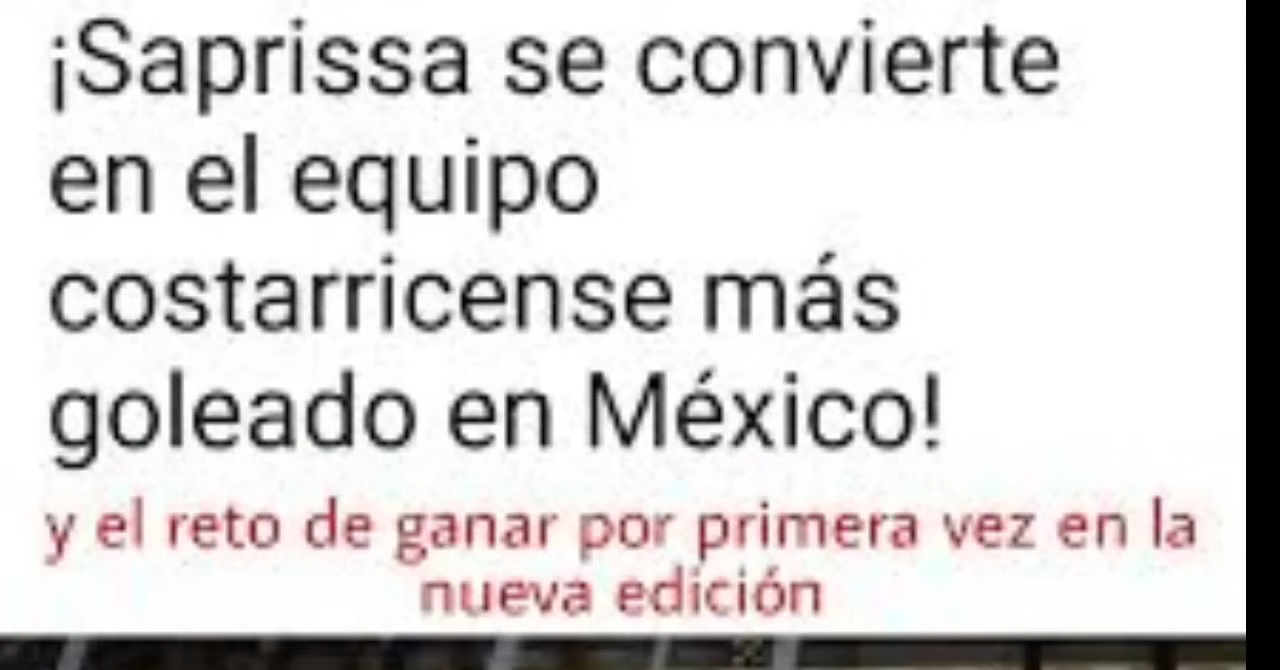 ¡Saprissa se convierte
en el equipo
costarricense más
goleado en México!
y el reto de ganar por primera vez en la
nueva edición